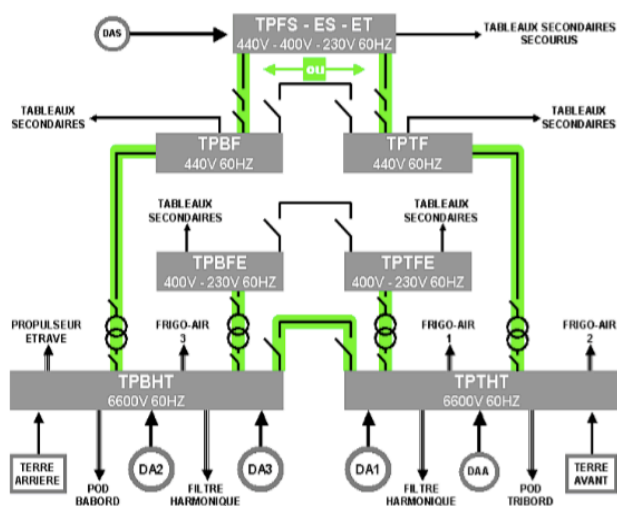 TPFS - ES - ET
440V - 400V - 230V 60HZ
DAS
TABLEAUX SECONDAIRES
SECOURUS
ou
TABLEAUX
SECONDAIRES
TABLEAUX
SECONDAIRES
TPBF
440V 60HZ
TPTF
440V 60HZ
TABLEAUX
SECONDAIRES
TABLEAUX
SECONDAIRES
TPBFE
400V - 230V 60HZ
TPTFE
400V - 230V 60HZ
PROPULSEUR
ETRAVE
FRIGO-AIR
3
FRIGO-AIR
1
FRIGO-AIR
2
TPBHT
6600V 60HZ
TPTHT
6600V 60HZ
TERRE
ARRIERE
DA2
DA3
DA1
DAA
TERRE
AVANT
POD
BABORD
FILTRE
HARMONIQUE
FILTRE
HARMONIQUE
POD
TRIBORD